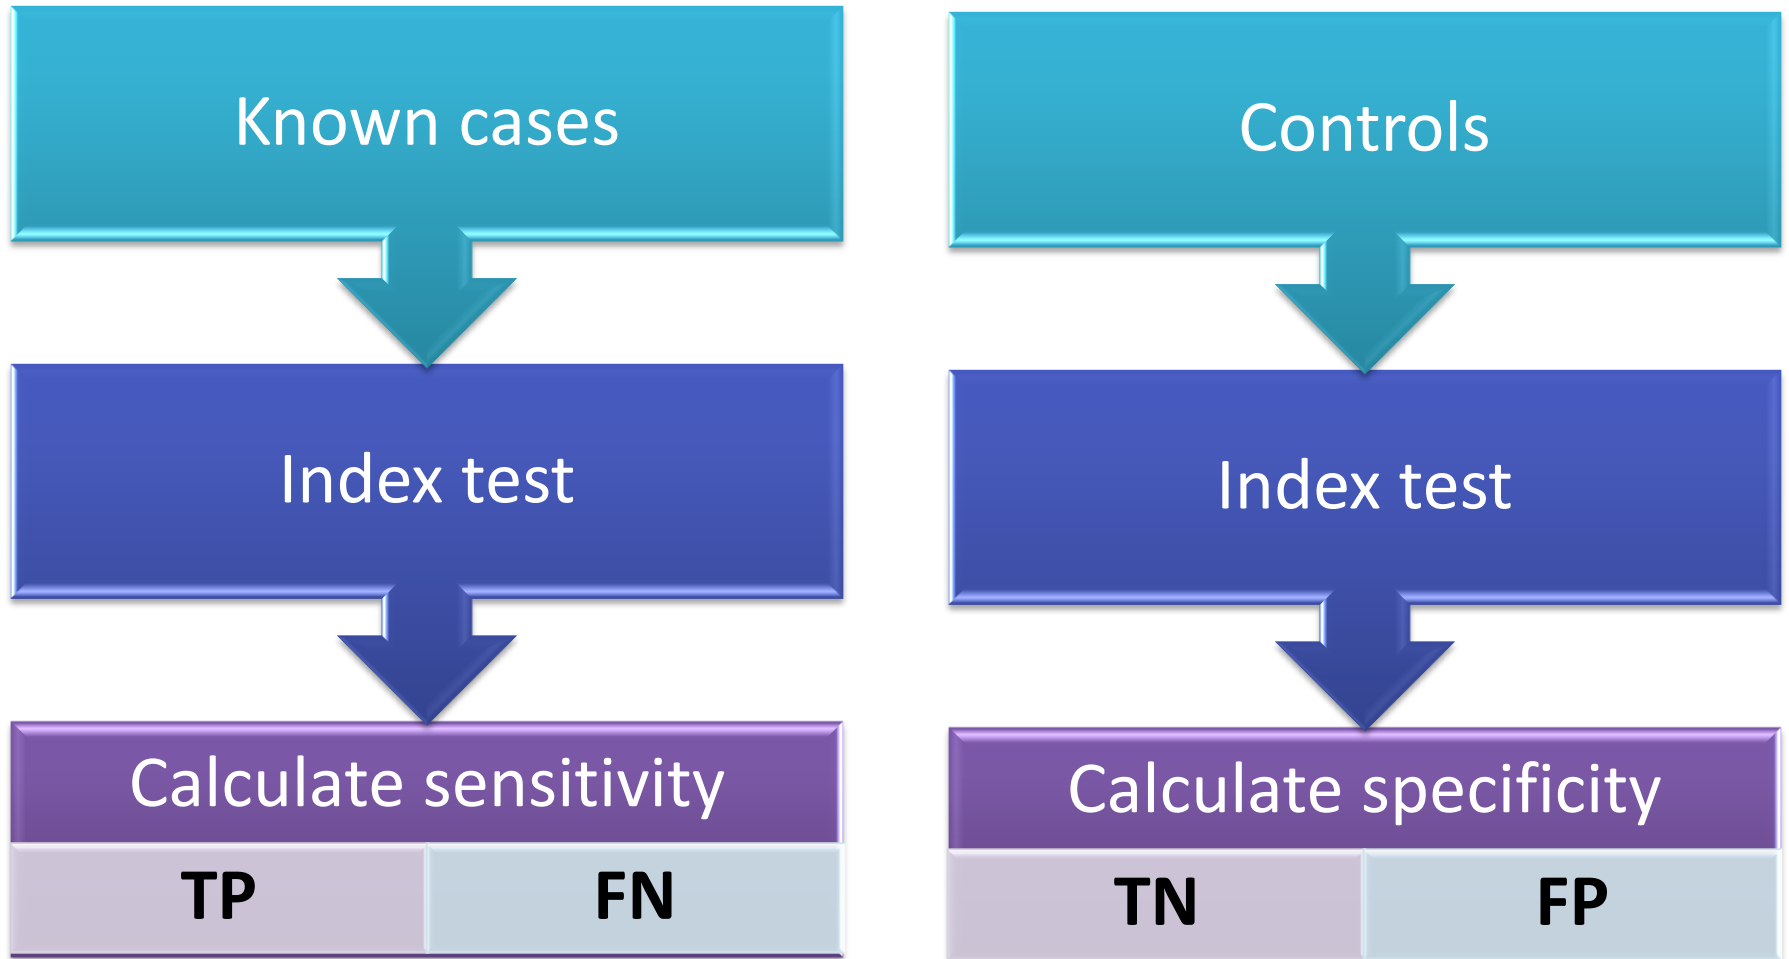 Known cases
Index test
Calculate sensitivity
TP
FN
Controls
Index test
Calculate specificity
TN
FP